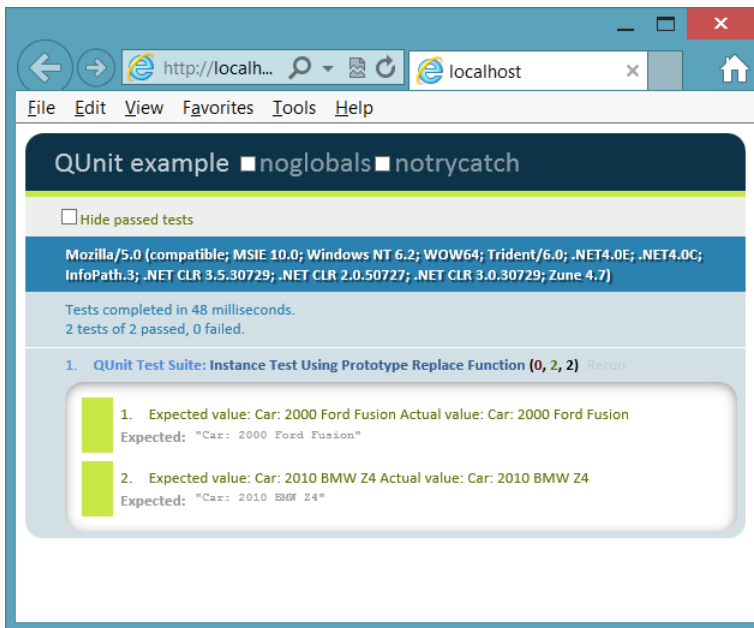 http://localh...
localhost
File Edit View Favorites Tools Help
QUnit example noglobals notrycatch
Hide passed tests
Mozilla/5.0 (compatible; MSIE 10.0; Windows NT 6.2; WOW64; Trident/6.0; .NET4.0E; .NET4.0C;
InfoPath.3; .NET CLR 3.5.30729; .NET CLR 2.0.50727; .NET CLR 3.0.30729; Zune 4.7)
Tests completed in 48 milliseconds.
2 tests of 2 passed, 0 failed.
1. QUnit Test Suite: Instance Test Using Prototype Replace Function (0, 2, 2) Rerun
1. Expected value: Car: 2000 Ford Fusion Actual value: Car: 2000 Ford Fusion
Expected: "Car: 2000 Ford Fusion"
2. Expected value: Car: 2010 BMW Z4 Actual value: Car: 2010 BMW Z4
Expected: "Car: 2010 BMW Z4"